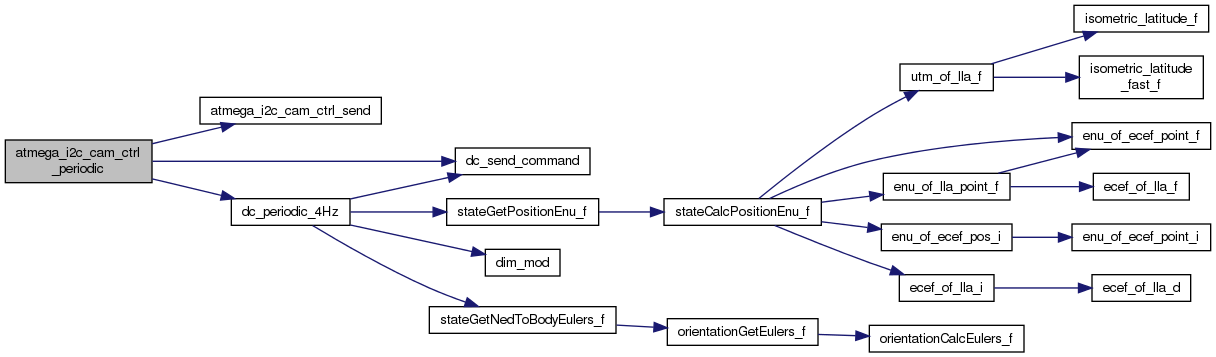 atmega_i2c_cam_ctrl
_periodic
atmega_i2c_cam_ctrl_send
dc_send_command
dc_periodic_4Hz
stateGetPositionEnu_f
dim_mod
stateGetNedToBodyEulers_f
stateCalcPositionEnu_f
orientationGetEulers_f
orientationCalcEulers_f
utm_of_lla_f
isometric_latitude_f
isometric_latitude
_fast_f
enu_of_ecef_point_f
enu_of_lla_point_f
ecef_of_lla_f
enu_of_ecef_pos_i
enu_of_ecef_point_i
ecef_of_lla_i
ecef_of_lla_d